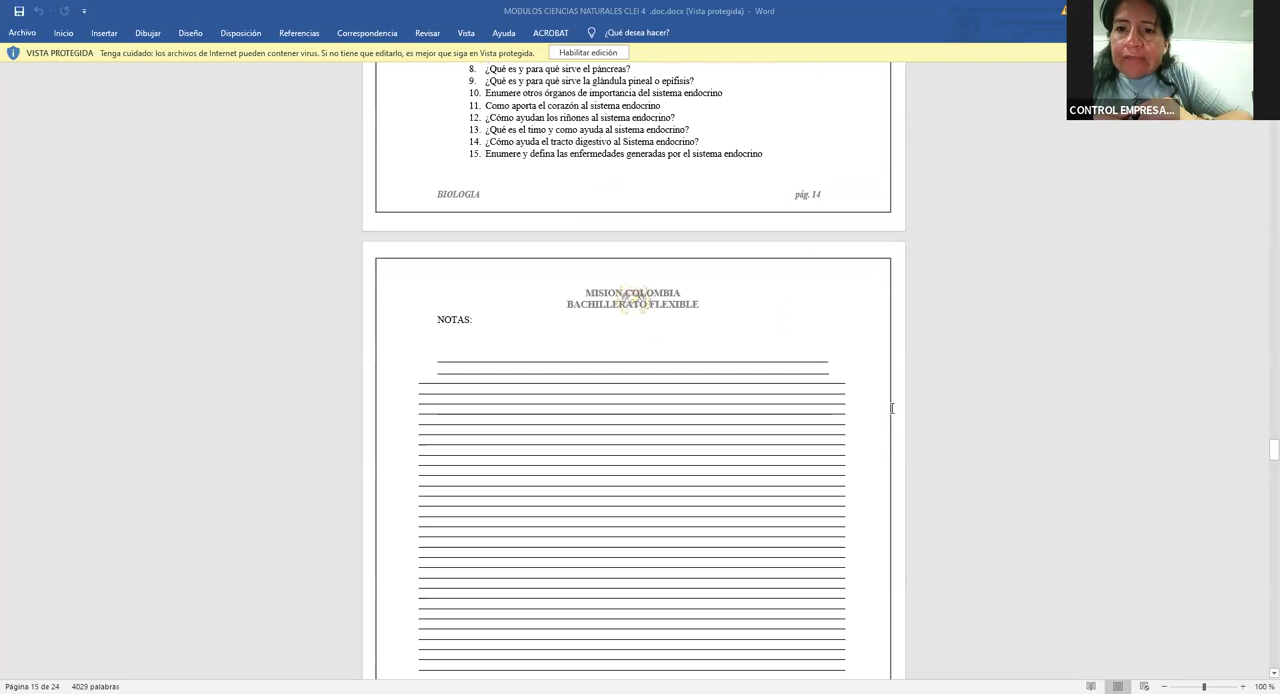 MODULOS CIENCIAS NATURALES CLEI 4 .doc.docx (Vista protegida) - Word
Archivo Inicio Insertar Dibujar Diseño Disposición Referencias Correspondencia Revisar Vista Ayuda ACROBAT ¿Qué desea hacer?
VISTA PROTEGIDA Tenga cuidado: los archivos de Internet pueden contener virus. Si no tiene que editarlo, es mejor que siga en Vista protegida. Habilitar edición
CONTROL EMPRESA...
8. ¿Qué es y para qué sirve el páncreas?
9. ¿Qué es y para qué sirve la glándula pineal o epífisis?
10. Enumere otros órganos de importancia del sistema endocrino
11. Como aporta el corazón al sistema endocrino
12. ¿Cómo ayudan los riñones al sistema endocrino?
13. ¿Qué es el timo y como ayuda al sistema endocrino?
14. ¿Cómo ayuda el tracto digestivo al Sistema endocrino?
15. Enumere y defina las enfermedades generadas por el sistema endocrino
BIOLOGIA pág. 14
MISION COLOMBIA
BACHILLERATO FLEXIBLE
NOTAS:
Página 15 de 24 4029 palabras 100 %